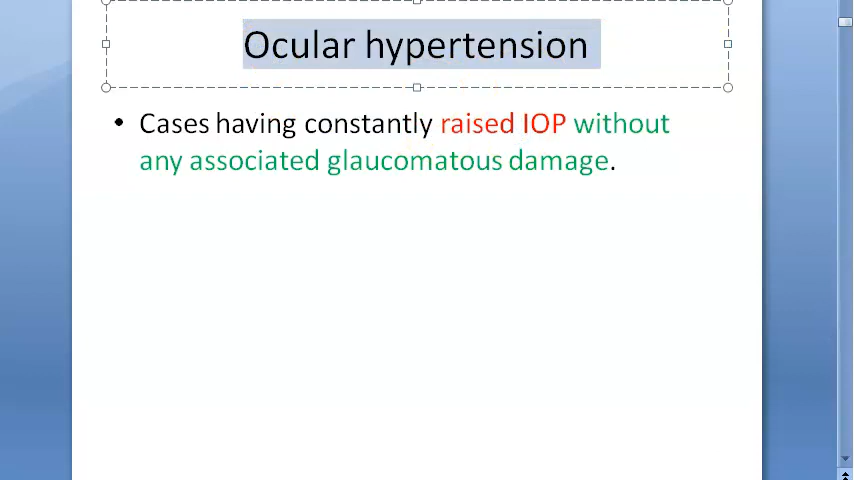 Ocular hypertension
• Cases having constantly raised IOP without
any associated glaucomatous damage.